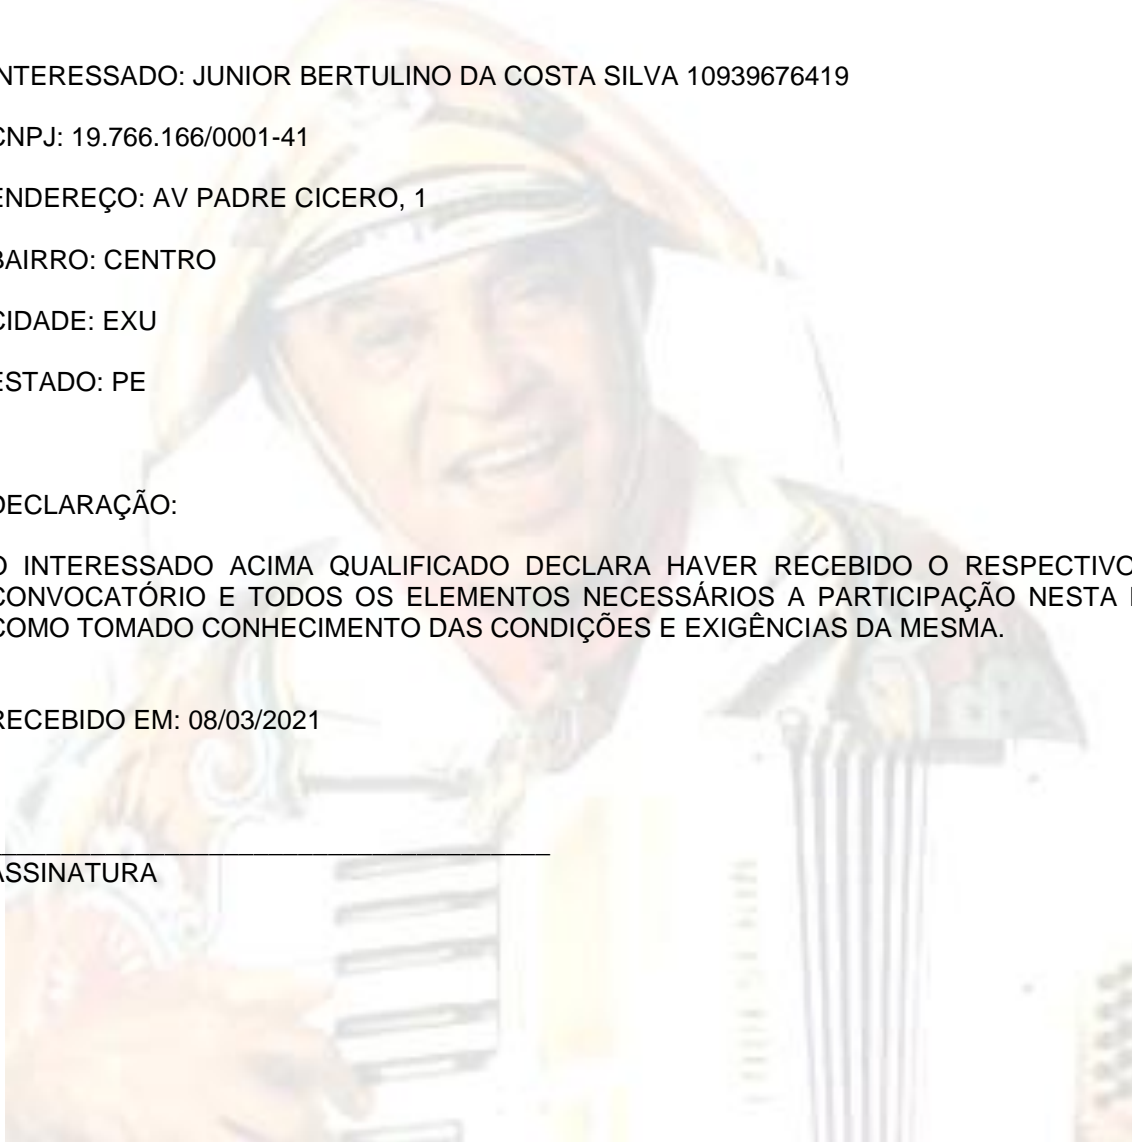 NTERESSADO: JUNIOR BERTULINO DA COSTA SILVA 10939676419
CNPJ: 19.766.166/0001-41
ENDEREÇO: AV PADRE CICERO, 1
BAIRRO: CENTRO
CIDADE: EXU
ESTADO: PE
DECLARAÇÃO:
O INTERESSADO ACIMA QUALIFICADO DECLARA HAVER RECEBIDO O RESPECTIVO
CONVOCATÓRIO E TODOS OS ELEMENTOS NECESSÁRIOS A PARTICIPAÇÃO NESTA
COMO TOMADO CONHECIMENTO DAS CONDIÇÕES E EXIGÊNCIAS DA MESMA.
RECEBIDO EM: 08/03/2021
ASSINATURA